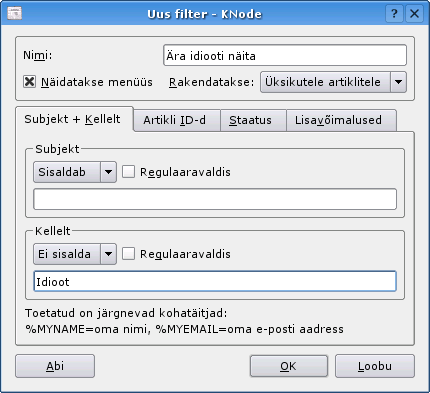 Uus filter - KNode
Nimi: Ära idiooti näita
Näidatakse menüüs Rakendatakse: Üksikutele artiklitele
Subjekt + Kellelt Artikli ID-d Staatus Lisavõimalused
Subjekt
Sisaldab Regulaaravaldis
Kellelt
Ei sisalda Regulaaravaldis
Idioot
Toetatud on järgnevad kohatäitjad:
%MYNAME=oma nimi, %MYEMAIL=oma e-posti aadress
Abi OK Loobu